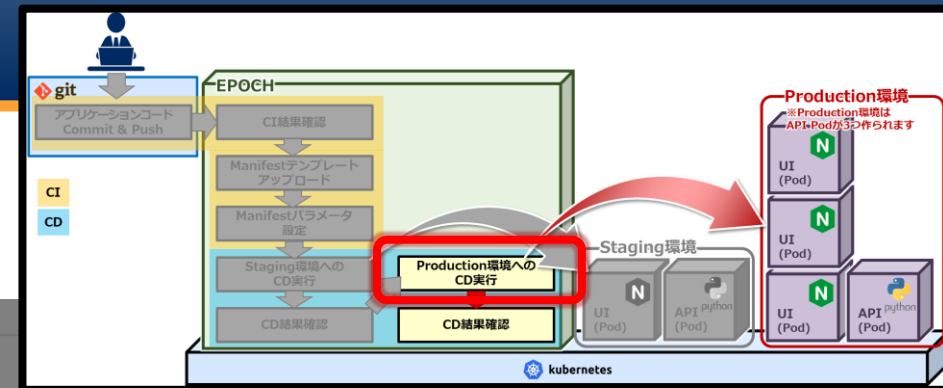 git
アプリケーションコード
Commit & Push
CI
CD
EPOCH
CI結果確認
Manifestテンプレート
アップロード
Manifestパラメータ
設定
Staging環境への
CD実行
CD結果確認
Production環境への
CD実行
CD結果確認
Staging環境
UI
(Pod)
API
(Pod)
python
Production環境
※Production環境は
API Podが3つ作られます
UI
(Pod)
UI
(Pod)
UI
(Pod)
API
(Pod)
python
kubernetes